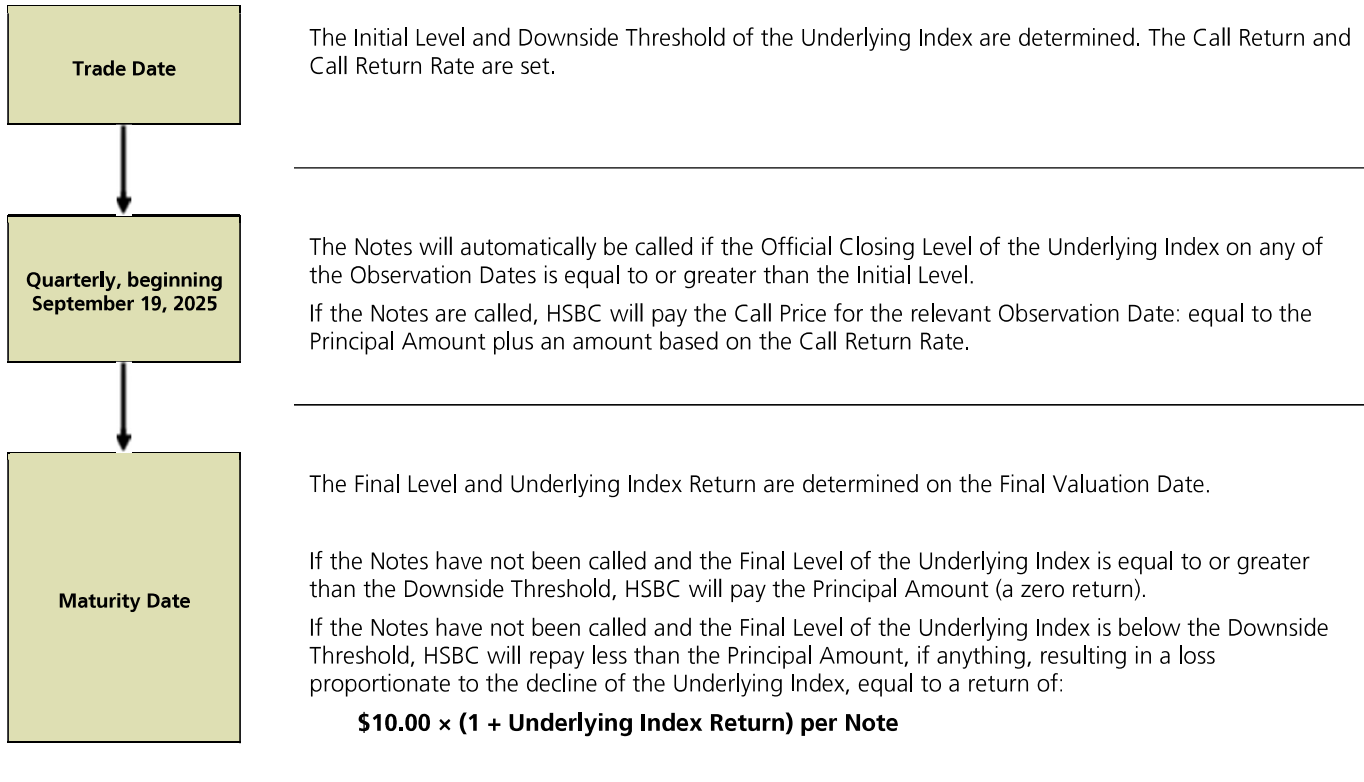 Trade Date
The Initial Level and Downside Threshold of the Underlying Index are determined. The Call Return and
Call Return Rate are set.
Quarterly, beginning
September 19, 2025
The Notes will automatically be called if the Official Closing Level of the Underlying Index on any of
the Observation Dates is equal to or greater than the Initial Level.
If the Notes are called, HSBC will pay the Call Price for the relevant Observation Date: equal to the
Principal Amount plus an amount based on the Call Return Rate.
Maturity Date
The Final Level and Underlying Index Return are determined on the Final Valuation Date.
If the Notes have not been called and the Final Level of the Underlying Index is equal to or greater
than the Downside Threshold, HSBC will pay the Principal Amount (a zero return).
If the Notes have not been called and the Final Level of the Underlying Index is below the Downside
Threshold, HSBC will repay less than the Principal Amount, if anything, resulting in a loss
proportionate to the decline of the Underlying Index, equal to a return of:
$10.00 × (1 + Underlying Index Return) per Note